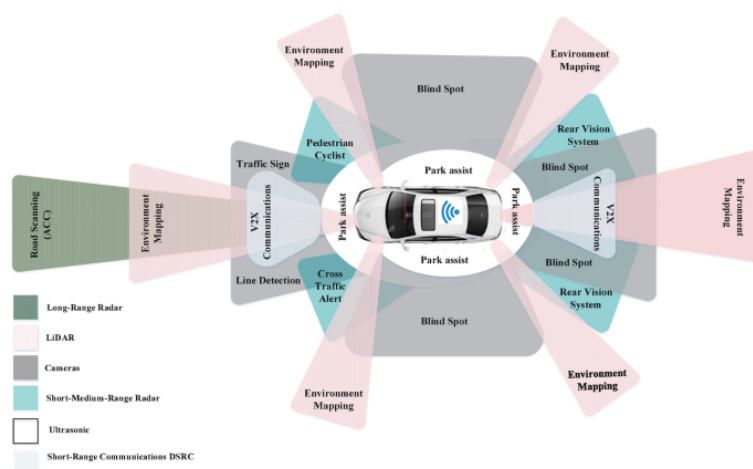 Environment
Mapping
Environment
Mapping
Blind Spot
Pedestrian
Cyclist
Rear Vision
System
Traffic Sign
Park assist
Blind Spot
Road Scanning
(ACC)
Environment
Mapping
V2X
Communications
Park assist
Park assist
V2X
Communications
Environment
Mapping
Line Detection
Cross
Traffic
Alert
Park assist
Blind Spot
Rear Vision
System
Blind Spot
Environment
Mapping
Environment
Mapping
Long-Range Radar
LiDAR
Cameras
Short-Medium-Range Radar
Ultrasonic
Short-Range Communications DSRC